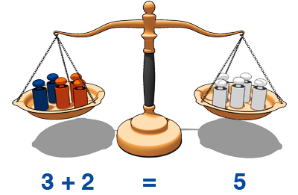 3 + 2 = 5